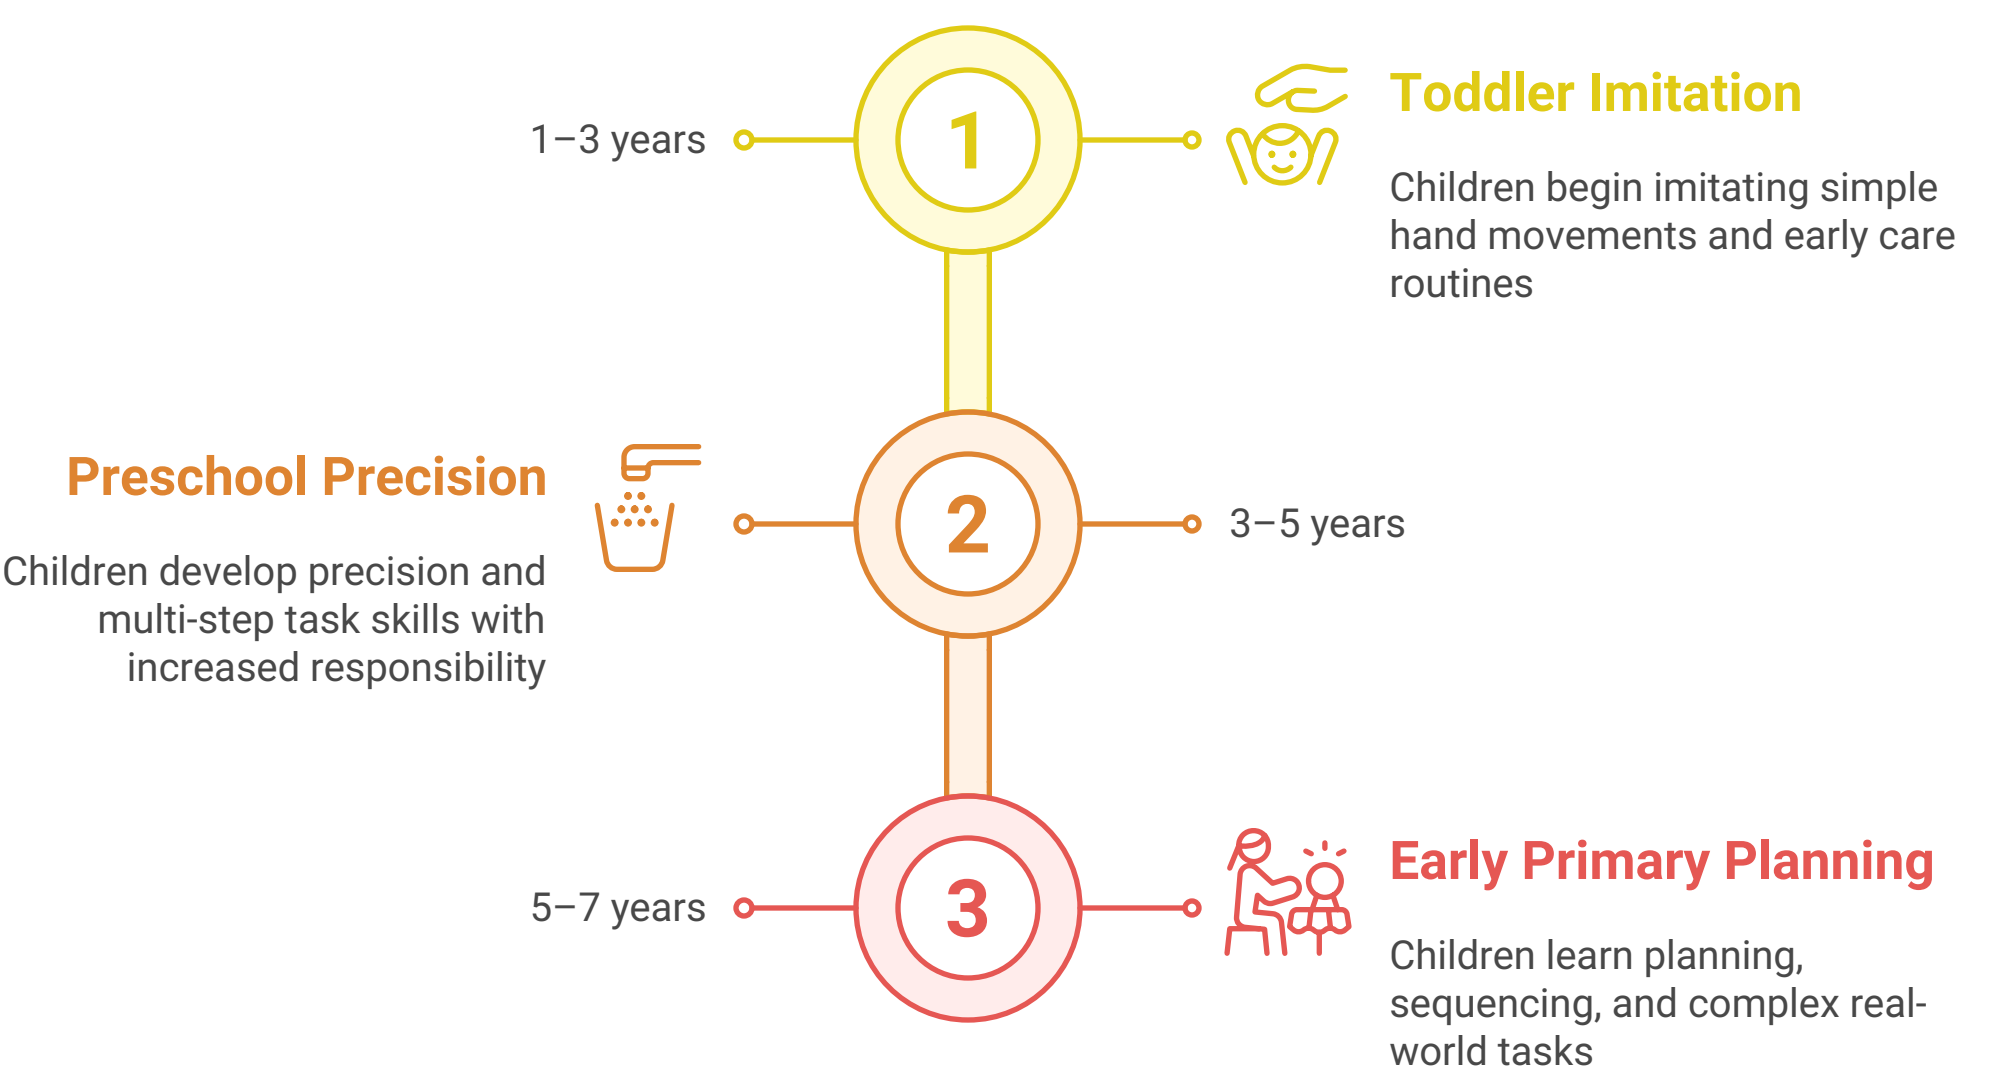 1–3 years
1
Toddler Imitation
Children begin imitating simple
hand movements and early care
routines
Preschool Precision
Children develop precision and
multi-step task skills with
increased responsibility
2
3–5 years
5–7 years
3
Early Primary Planning
Children learn planning,
sequencing, and complex real-
world tasks